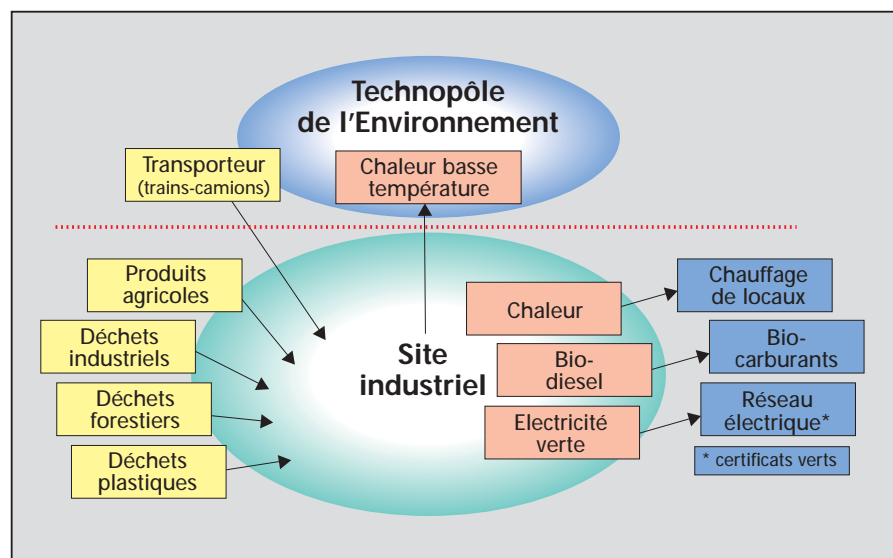 Technopôle
de l'Environnement
Transporteur
(trains-camions)
Chaleur basse
température
Produits
agricoles
Déchets
industriels
Déchets
forestiers
Déchets
plastiques
Site
industriel
Chaleur
Bio-
diesel
Electricité
verte
Chauffage
de locaux
Bio-
carburants
Réseau
électrique*
* certificats verts